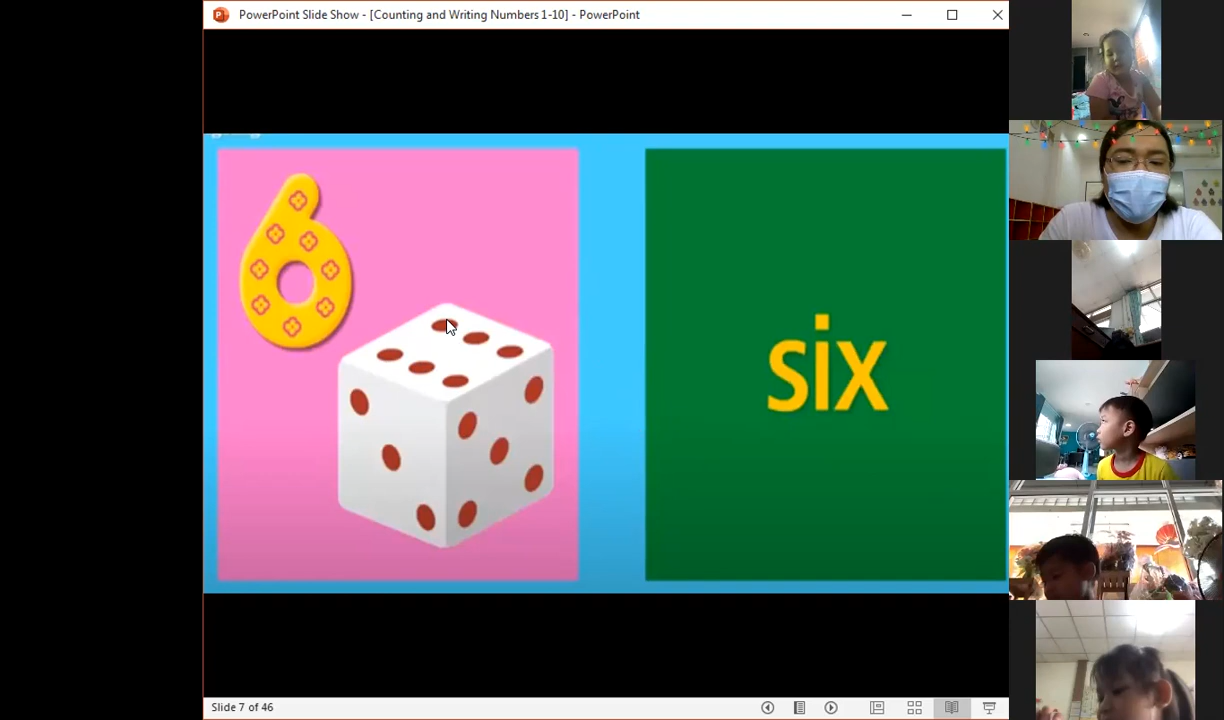 PowerPoint Slide Show - [Counting and Writing Numbers 1-10] - PowerPoint
6
six
Slide 7 of 46